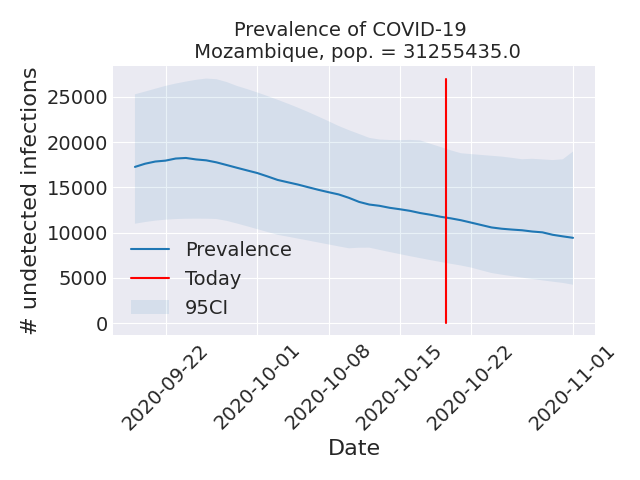 Prevalence of COVID-19
Mozambique, pop. = 31255435.0
# undetected infections
25000
20000
15000
10000
5000
0
Prevalence
Today
95CI
2020-09-22
2020-10-01
2020-10-08
2020-10-15
2020-10-22
2020-11-01
Date